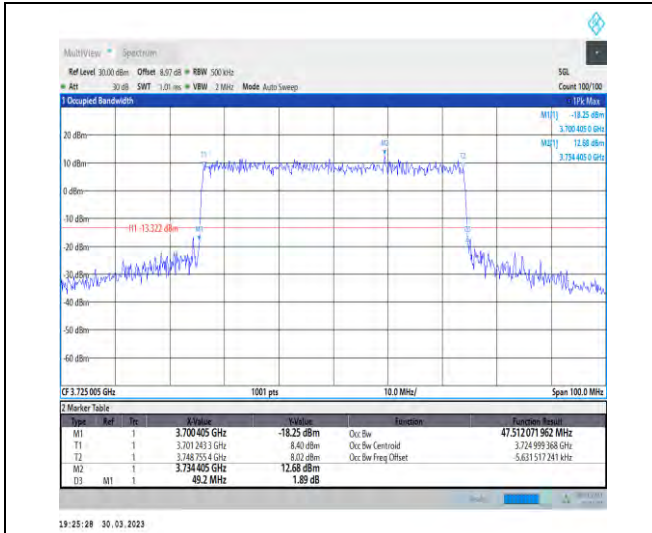 MultiView Spectrum
Ref Level 30.00 dBm Offset 8.97 dB RBW 500 kHz SGL
Att 30 dB SWT 1.01 ms VBW 2 MHz Mode Auto Sweep Count 100/100
1 Occupied Bandwidth 1Pk Max
M1[1] -18.25 dBm
3.700 405 0 GHz
M2[1] 12.68 dBm
3.734 405 0 GHz
20 dBm
M2
T1 T2
10 dBm
0 dBm
-10 dBm
H1 -13.322 dBm
M1
-20 dBm
-30 dBm
-40 dBm
-50 dBm
-60 dBm
CF 3.725 005 GHz 1001 pts 10.0 MHz/ Span 100.0 MHz
2 Marker Table
Type Ref Trc X-Value Y-Value Function Function Result
M1 1 3.700 405 GHz -18.25 dBm Occ Bw 47.512 071 962 MHz
T1 1 3.701 243 3 GHz 8.40 dBm Occ Bw Centroid 3.724 999 368 GHz
T2 1 3.748 755 4 GHz 8.02 dBm Occ Bw Freq Offset -5.631 517 241 kHz
M2 1 3.734 405 GHz 12.68 dBm
D3 M1 1 49.2 MHz 1.89 dB
19:25:28 30.03.2023